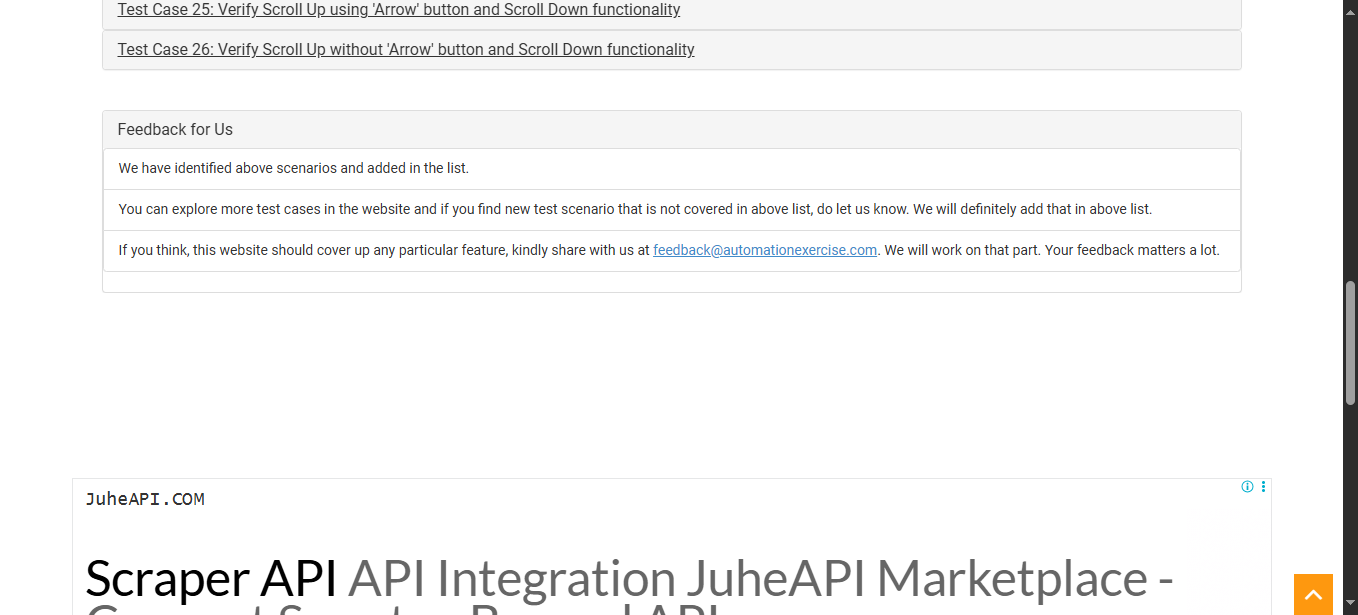 Test Case 25: Verify Scroll Up using 'Arrow' button and Scroll Down functionality
Test Case 26: Verify Scroll Up without 'Arrow' button and Scroll Down functionality
Feedback for Us
We have identified above scenarios and added in the list.
You can explore more test cases in the website and if you find new test scenario that is not covered in above list, do let us know. We will definitely add that in above list.
If you think, this website should cover up any particular feature, kindly share with us at feedback@automationexercise.com. We will work on that part. Your feedback matters a lot.
JuheAPI.COM
Scraper API API Integration JuheAPI Marketplace -